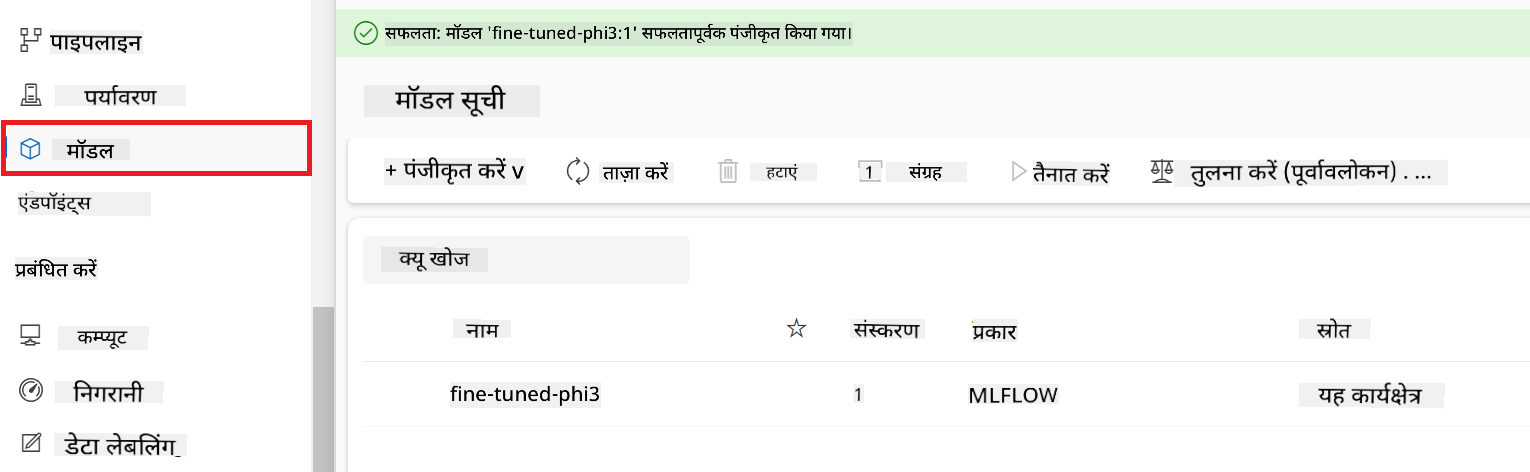 पाइपलाइन
पर्यावरण
मॉडल
एंडपॉइंट्स
प्रबंधित करें
कम्प्यूट
निगरानी
डेटा लेबलिंग
सफलता: मॉडल 'fine-tuned-phi3:1' सफलतापूर्वक पंजीकृत किया गया।
मॉडल सूची
+ पंजीकृत करें v ताज़ा करें हटाएं 1 संग्रह तैनात करें तुलना करें (पूर्वावलोकन) . ...
क्यू खोज
नाम संस्करण प्रकार स्रोत
fine-tuned-phi3 1 MLFLOW यह कार्यक्षेत्र